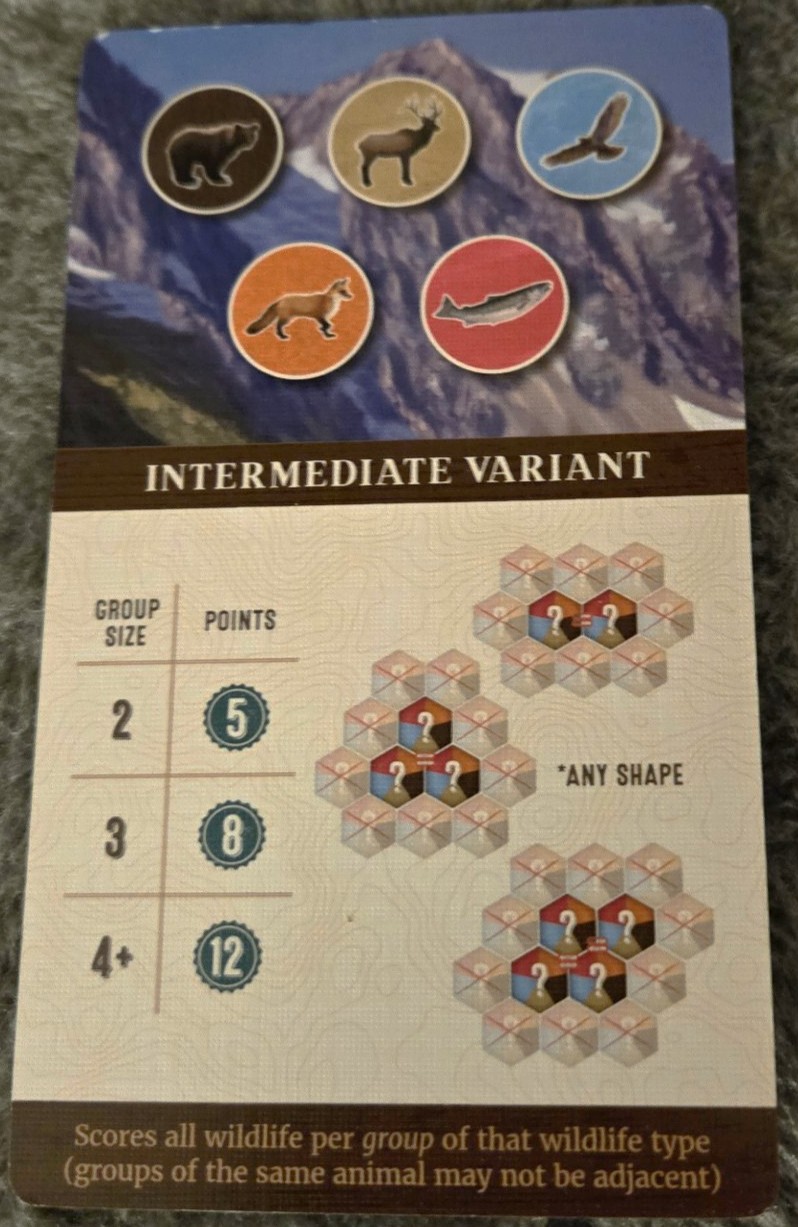 INTERMEDIATE VARIANT
GROUP
SIZE
POINTS
2
5
3
8
4+
12
? = ?
?
=
? ?
*ANY SHAPE
? ?
= =
? ?
Scores all wildlife per group of that wildlife type
(groups of the same animal may not be adjacent)